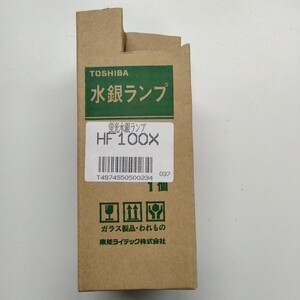 TOSHIBA
水銀ランプ
蛍光水銀ランプ
HF100X
T4974550500234 037
1個
ガラス製品・われもの
東芝ライテック株式会社